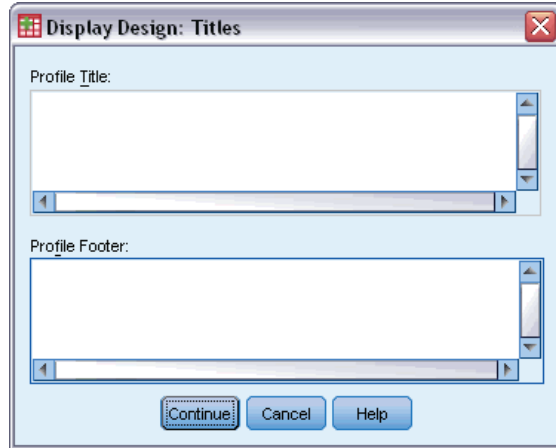 Display Design: Titles
Profile Title:
Profile Footer:
Continue Cancel Help